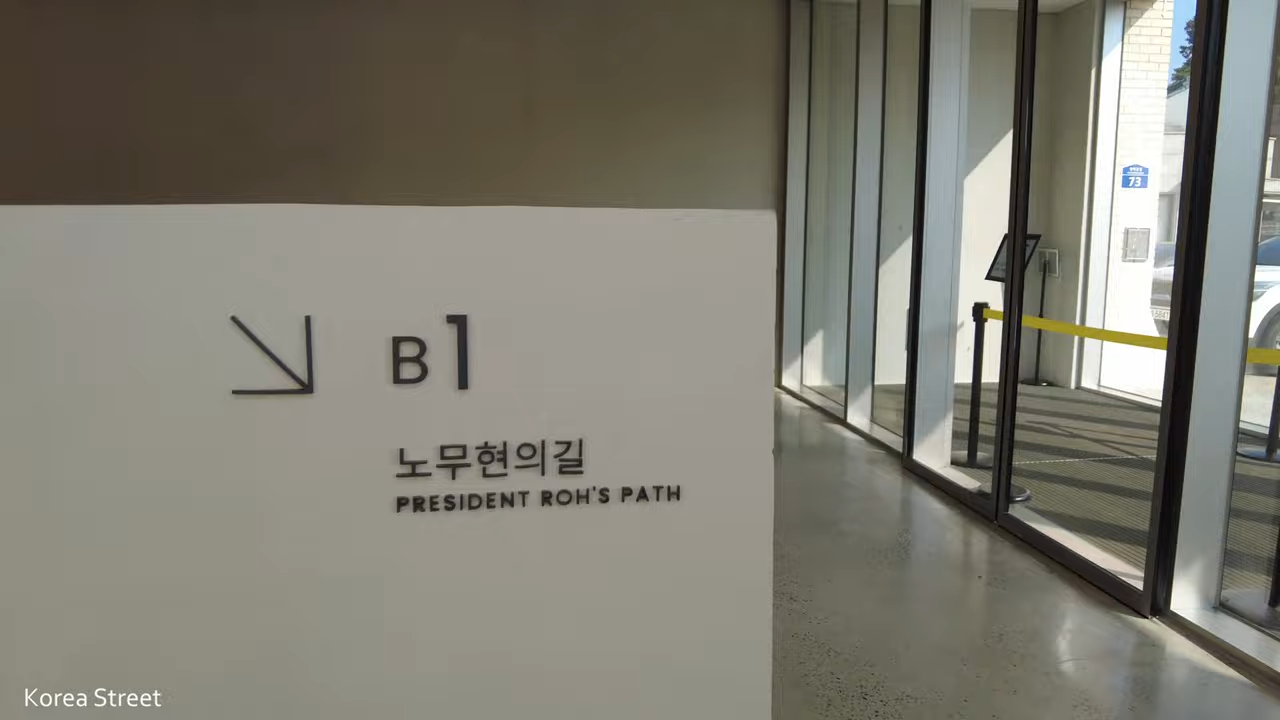 B1
노무현의길
PRESIDENT ROH'S PATH
73
Korea Street